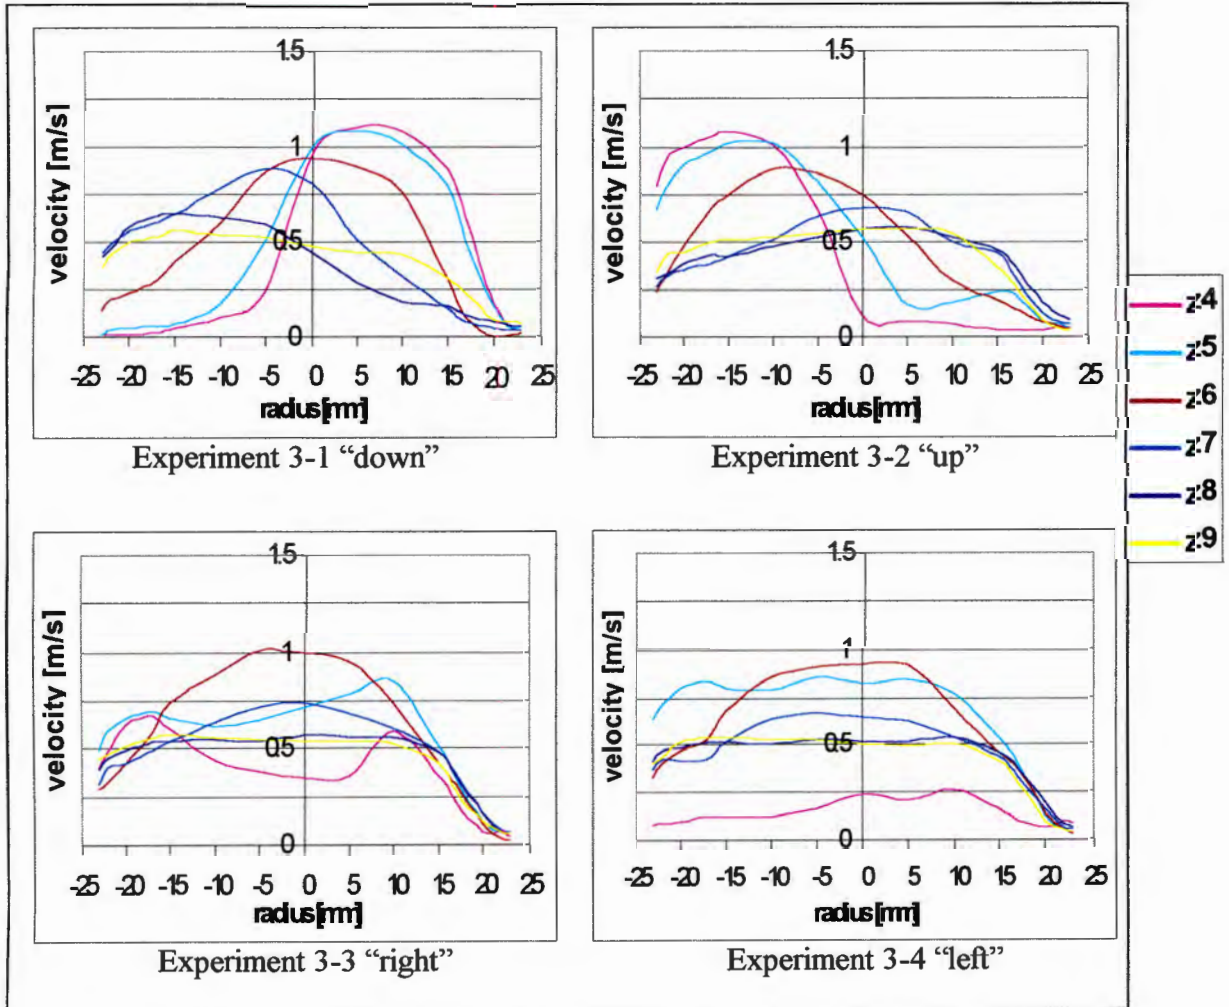 1.5
1
0.5
0
velocity [m/s]
-25 -20 -15 -10 -5 0 5 10 15 20 25
radius[mm]
Experiment 3-1 “down”
1.5
1
0.5
0
velocity [m/s]
-25 -20 -15 -10 -5 0 5 10 15 20 25
radius[mm]
Experiment 3-2 “up”
z:4
z:5
z:6
z:7
z:8
z:9
1.5
1
0.5
0
velocity [m/s]
-25 -20 -15 -10 -5 0 5 10 15 20 25
radius[mm]
Experiment 3-3 “right”
1.5
1
0.5
0
velocity [m/s]
-25 -20 -15 -10 -5 0 5 10 15 20 25
radius[mm]
Experiment 3-4 “left”